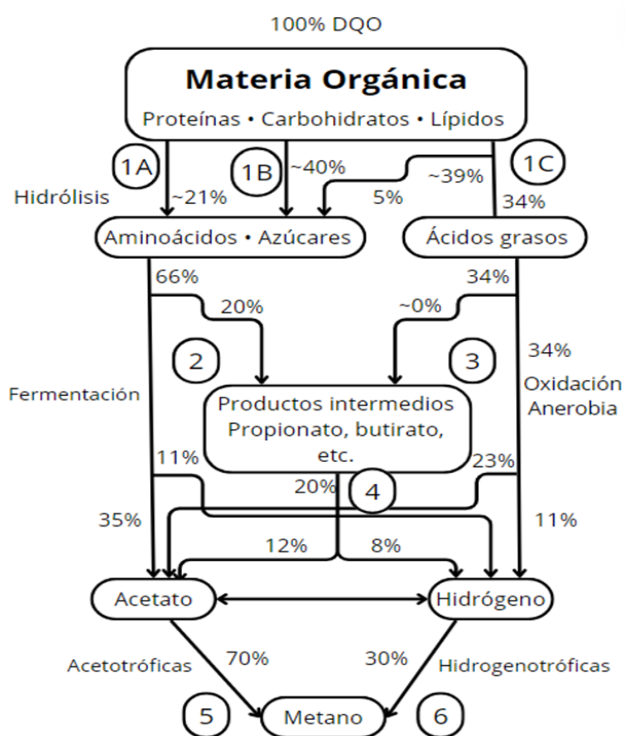 100% DQO
Materia Orgánica
Proteínas • Carbohidratos • Lípidos
1A
1B
~40%
~39%
1C
Hidrólisis
~21%
5%
34%
Aminoácidos • Azúcares
Ácidos grasos
66%
34%
20%
~0%
2
3
34%
Fermentación
Oxidación
Anerobia
Productos intermedios
Propionato, butirato,
etc.
11%
23%
20%
4
35%
11%
12%
8%
Acetato
Hidrógeno
Acetotróficas
70%
30%
Hidrogenotróficas
5
Metano
6